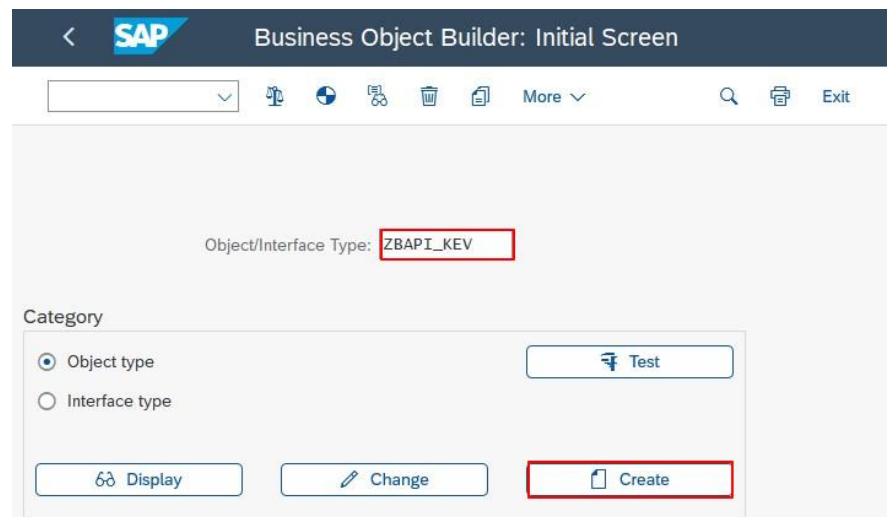 SAP Business Object Builder: Initial Screen
More Exit
Object/Interface Type: ZBAPI_KEV
Category
Object type Test
Interface type
Display Change Create